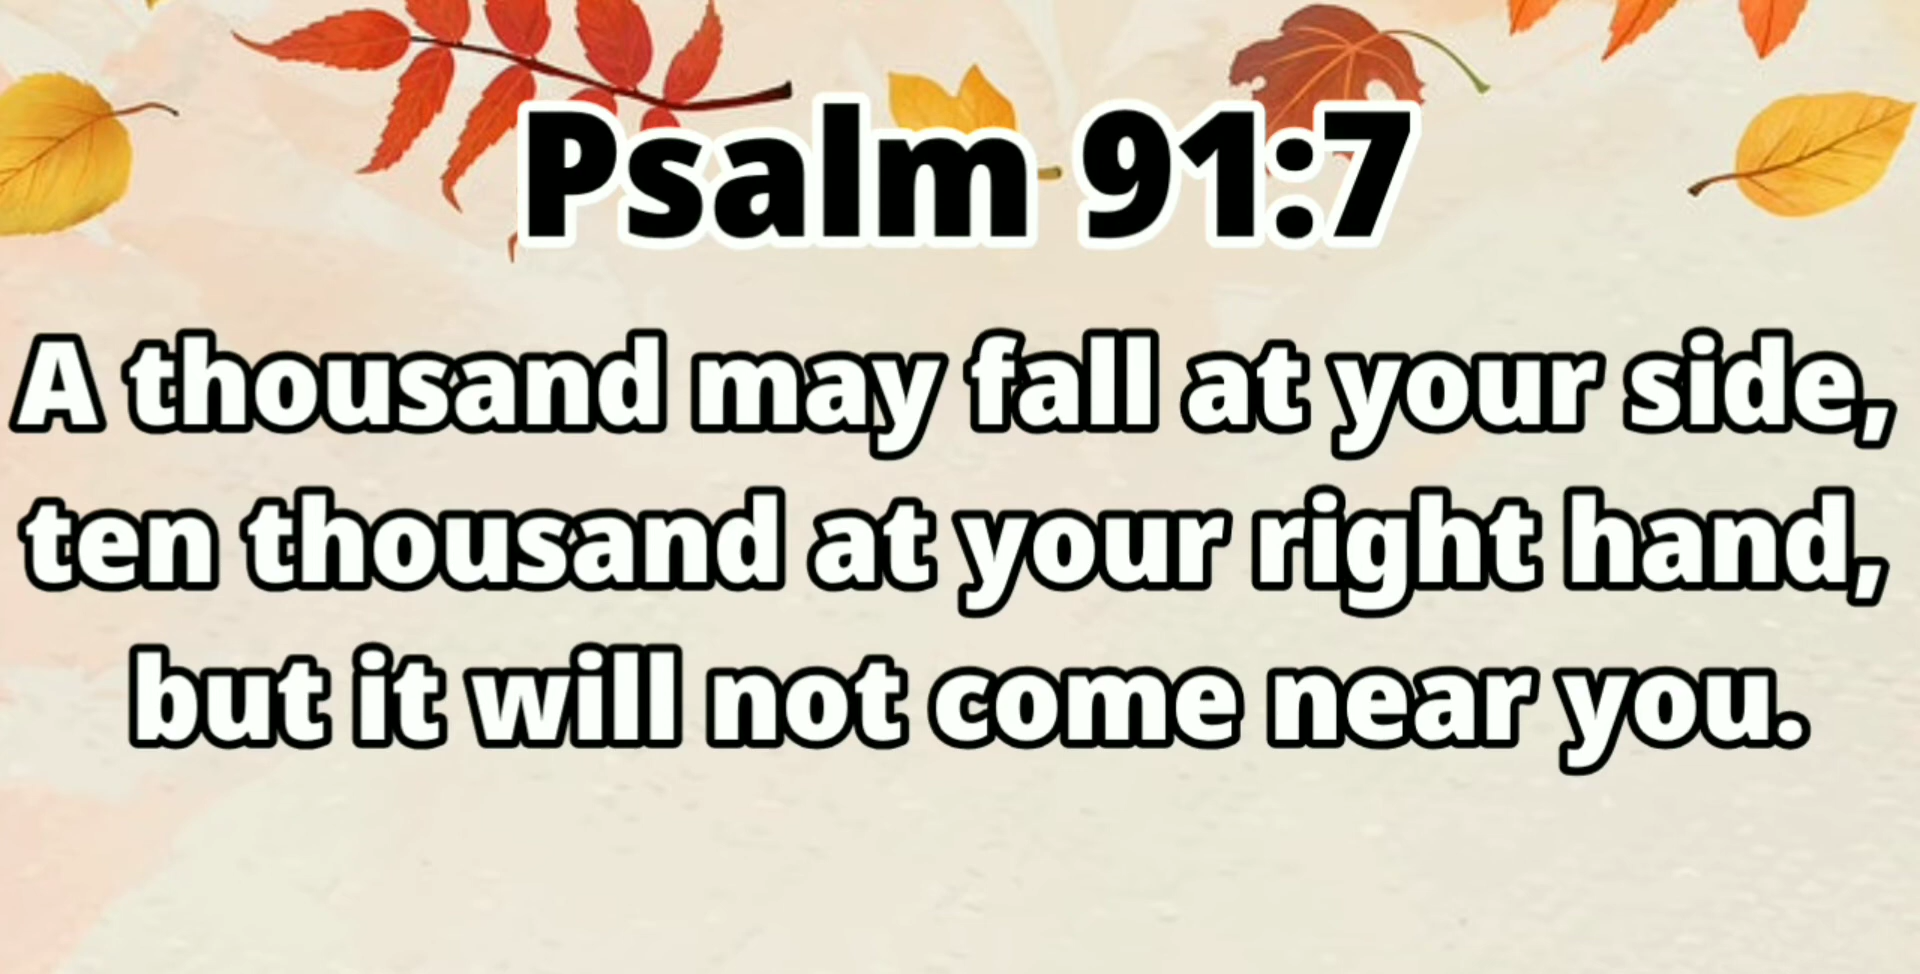 Psalm 91:7
A thousand may fall at your side,
ten thousand at your right hand,
but it will not come near you.